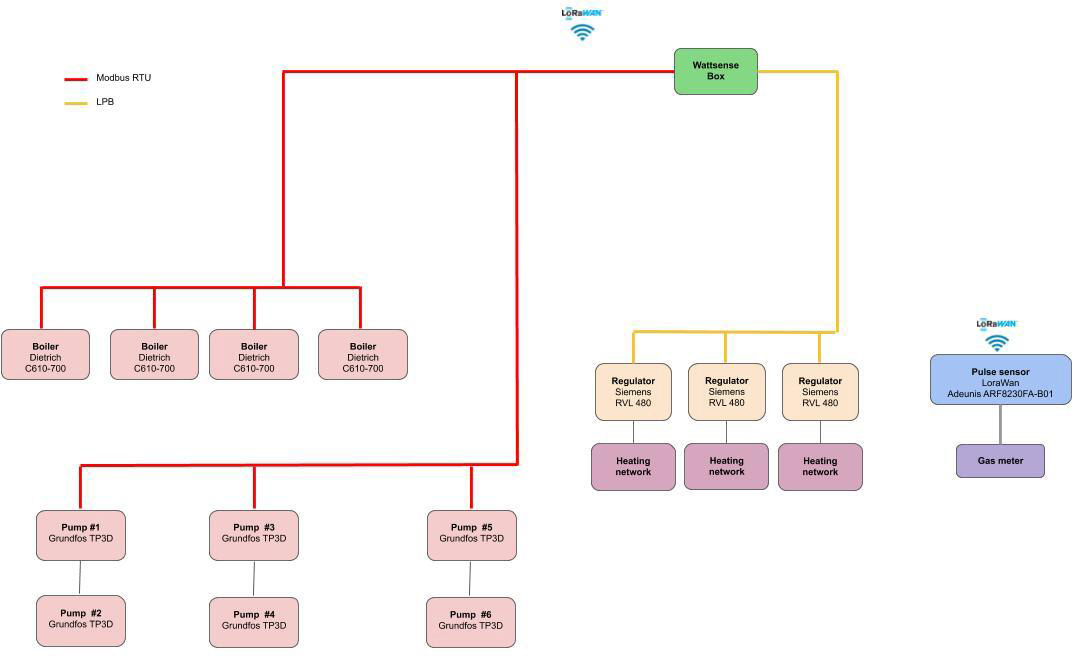 LoRaWAN
Wattsense
Box
Modbus RTU
LPB
LoRaWAN
Boiler
Dietrich
C610-700
Boiler
Dietrich
C610-700
Boiler
Dietrich
C610-700
Boiler
Dietrich
C610-700
Regulator
Siemens
RVL 480
Regulator
Siemens
RVL 480
Regulator
Siemens
RVL 480
Pulse sensor
LoraWan
Adeunis ARF8230FA-B01
Heating
network
Heating
network
Heating
network
Gas meter
Pump #1
Grundfos TP3D
Pump #3
Grundfos TP3D
Pump #5
Grundfos TP3D
Pump #2
Grundfos TP3D
Pump #4
Grundfos TP3D
Pump #6
Grundfos TP3D